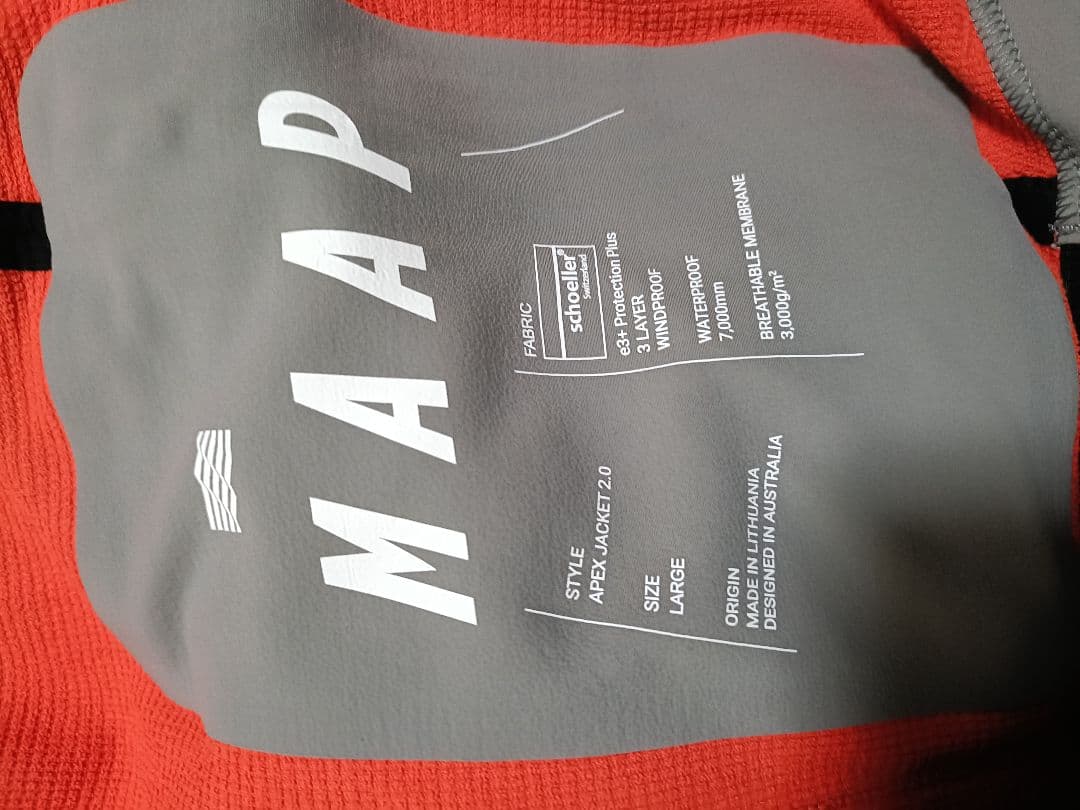 MAAP
STYLE
APEX JACKET 2.0
SIZE
LARGE
ORIGIN
MADE IN LITHUANIA
DESIGNED IN AUSTRALIA
FABRIC
schoeller®
Switzerland
e3+ Protection Plus
3 LAYER
WINDPROOF
WATERPROOF
7,000mm
BREATHABLE MEMBRANE
3,000g/m²